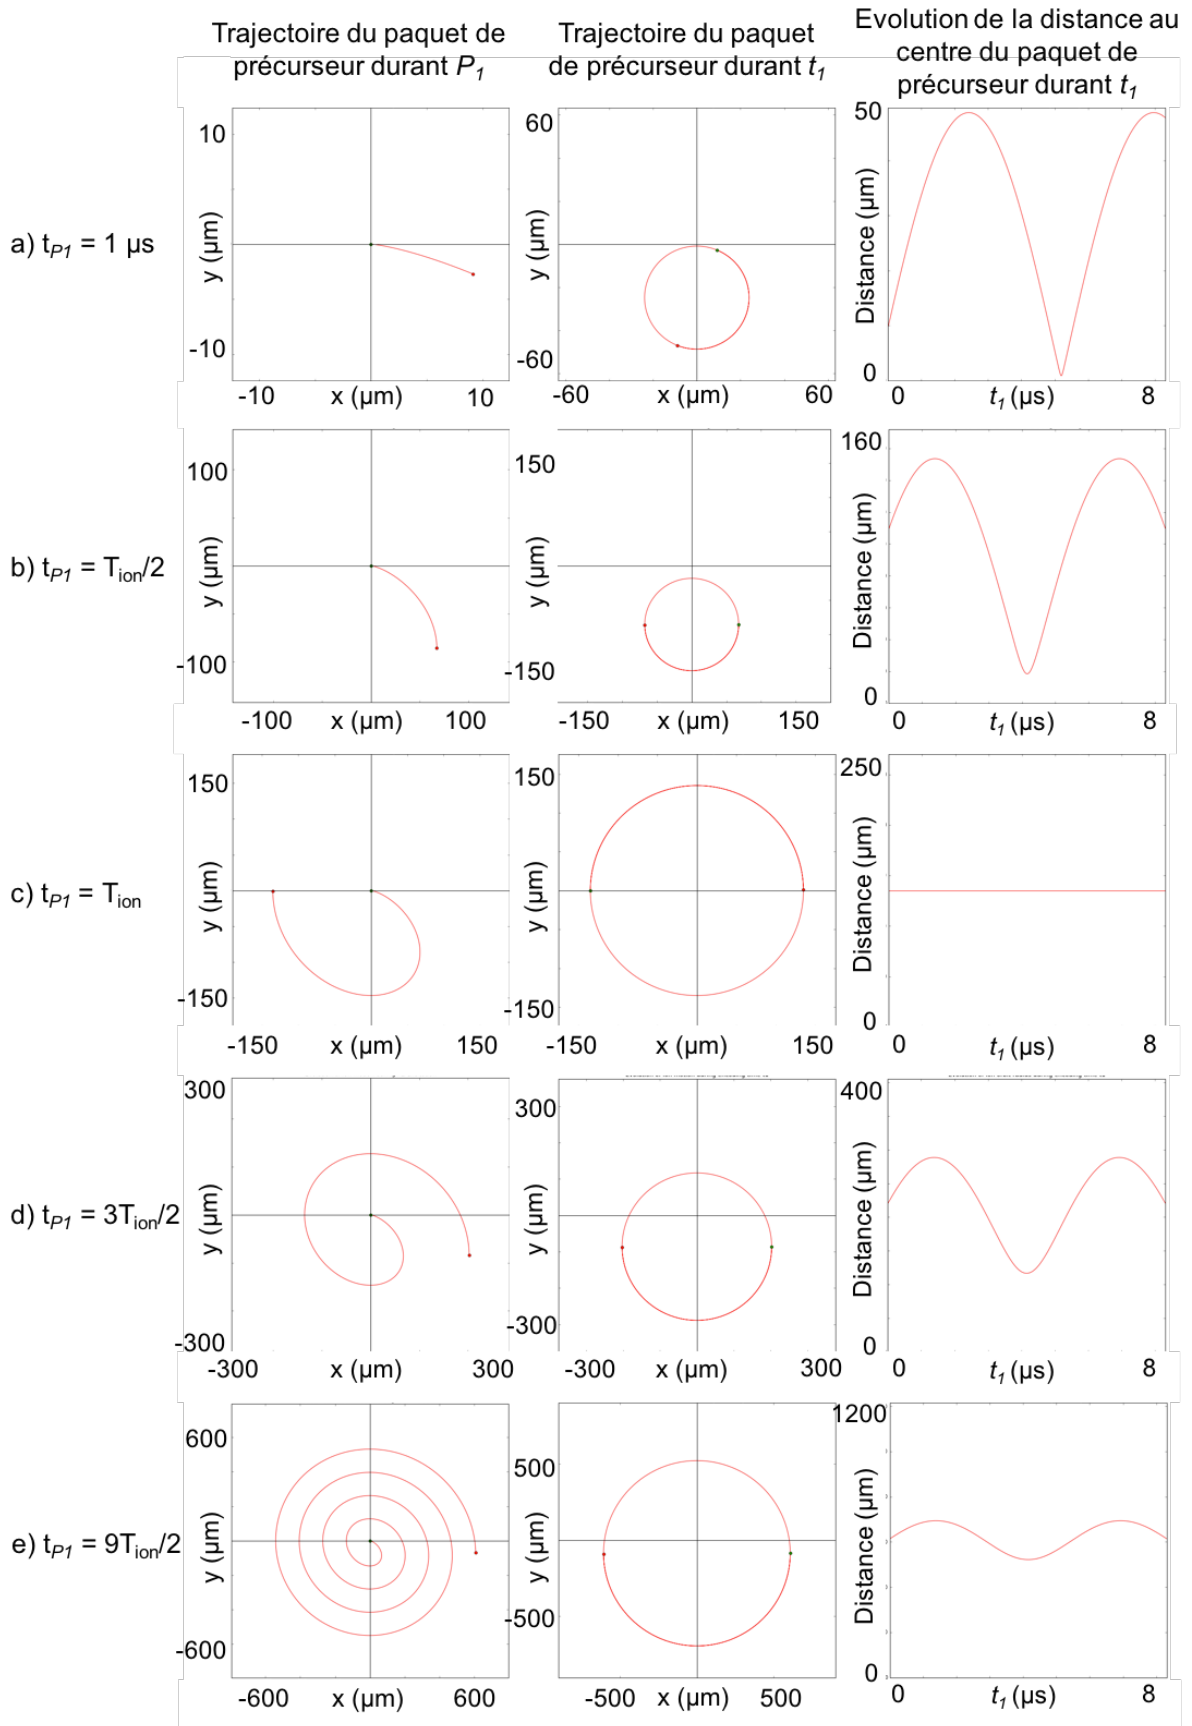 Trajectoire du paquet de
précurseur durant P1
Trajectoire du paquet
de précurseur durant t1
Evolution de la distance au
centre du paquet de
précurseur durant t1
a) tP1 = 1 µs
10
-10
y (µm)
-10
x (µm)
10
60
-60
y (µm)
-60
x (µm)
60
50
0
Distance (µm)
0
t1 (µs)
8
b) tP1 = Tion/2
100
-100
y (µm)
-100
x (µm)
100
150
-150
y (µm)
-150
x (µm)
150
160
0
Distance (µm)
0
t1 (µs)
8
c) tP1 = Tion
150
-150
y (µm)
-150
x (µm)
150
150
-150
y (µm)
-150
x (µm)
150
250
0
Distance (µm)
0
t1 (µs)
8
d) tP1 = 3Tion/2
300
-300
y (µm)
-300
x (µm)
300
300
-300
y (µm)
-300
x (µm)
300
400
0
Distance (µm)
0
t1 (µs)
8
e) tP1 = 9Tion/2
600
-600
y (µm)
-600
x (µm)
600
500
-500
y (µm)
-500
x (µm)
500
1200
0
Distance (µm)
0
t1 (µs)
8